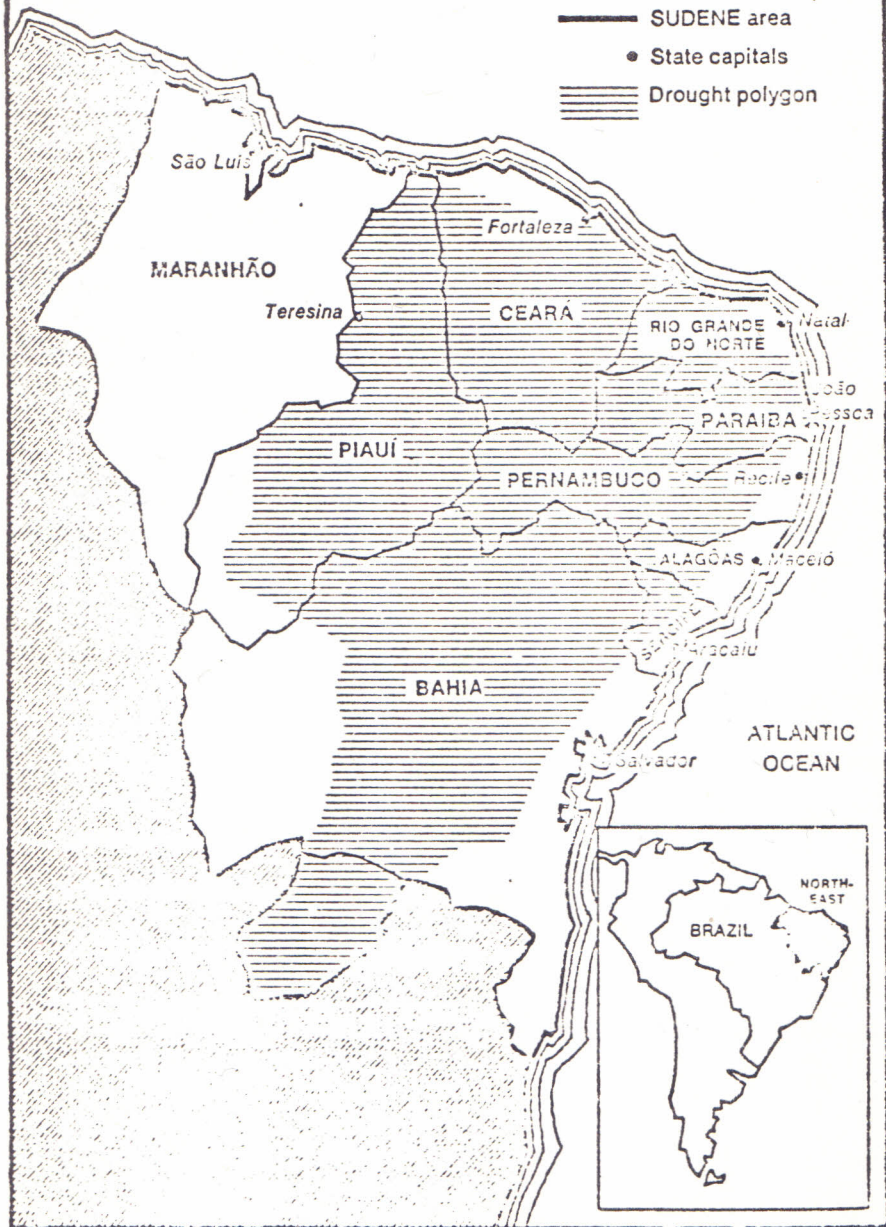 SUDENE area
State capitals
Drought polygon
São Luís
Fortaleza
MARANHÃO
Teresina
CEARÁ
RIO GRANDE
DO NORTE
Natal
João
Pessoa
PARAIBA
PIAUÍ
PERNAMBUCO
Recife
ALAGÔAS
Maceió
Aracaju
BAHIA
Salvador
ATLANTIC
OCEAN
NORTH-
EAST
BRAZIL